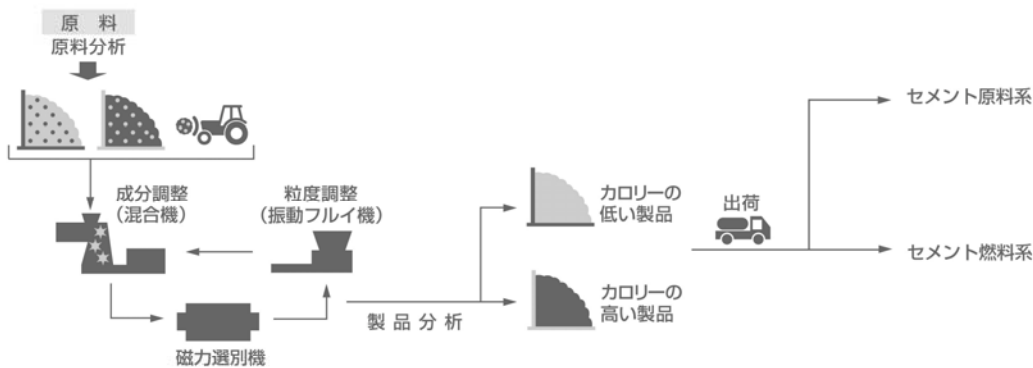 原 料
原料分析
成分調整
（混合機）
粒度調整
（振動フルイ機）
磁力選別機
製 品 分 析
カロリーの
低い製品
カロリーの
高い製品
出荷
セメント原料系
セメント燃料系